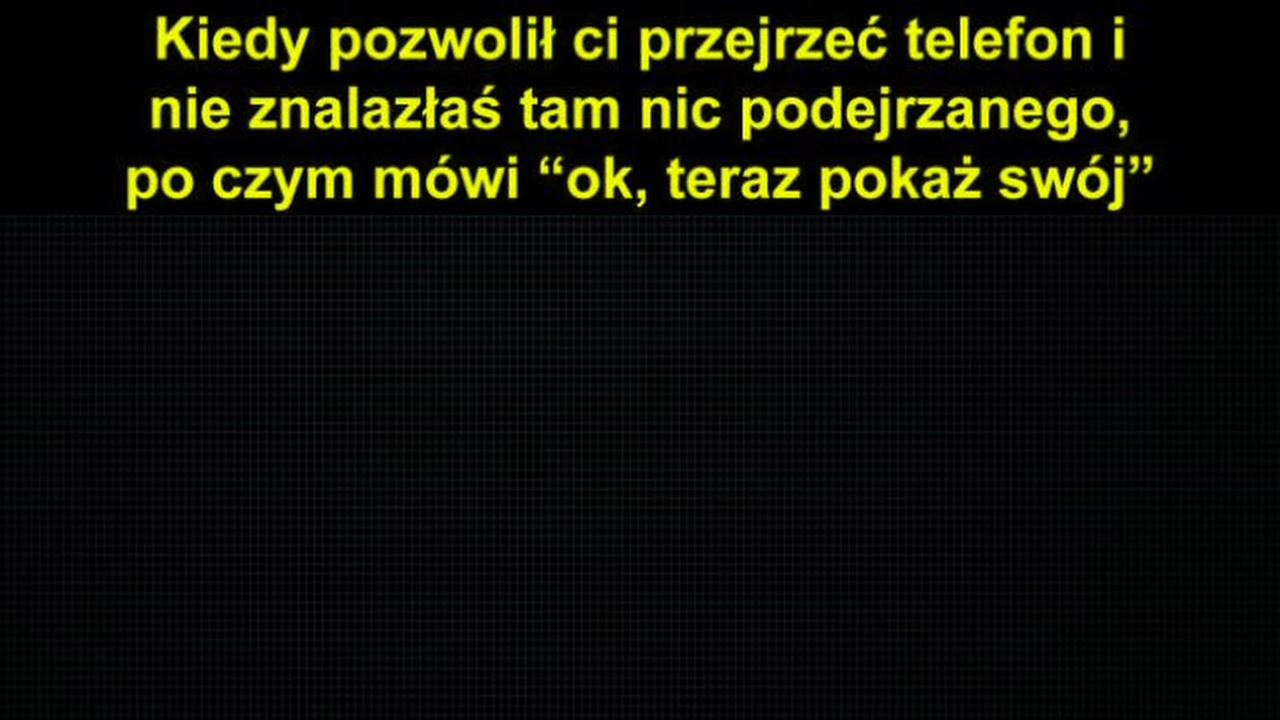 Kiedy pozwolił ci przejrzeć telefon i
nie znalazłaś tam nic podejrzanego,
po czym mówi “ok, teraz pokaż swój”